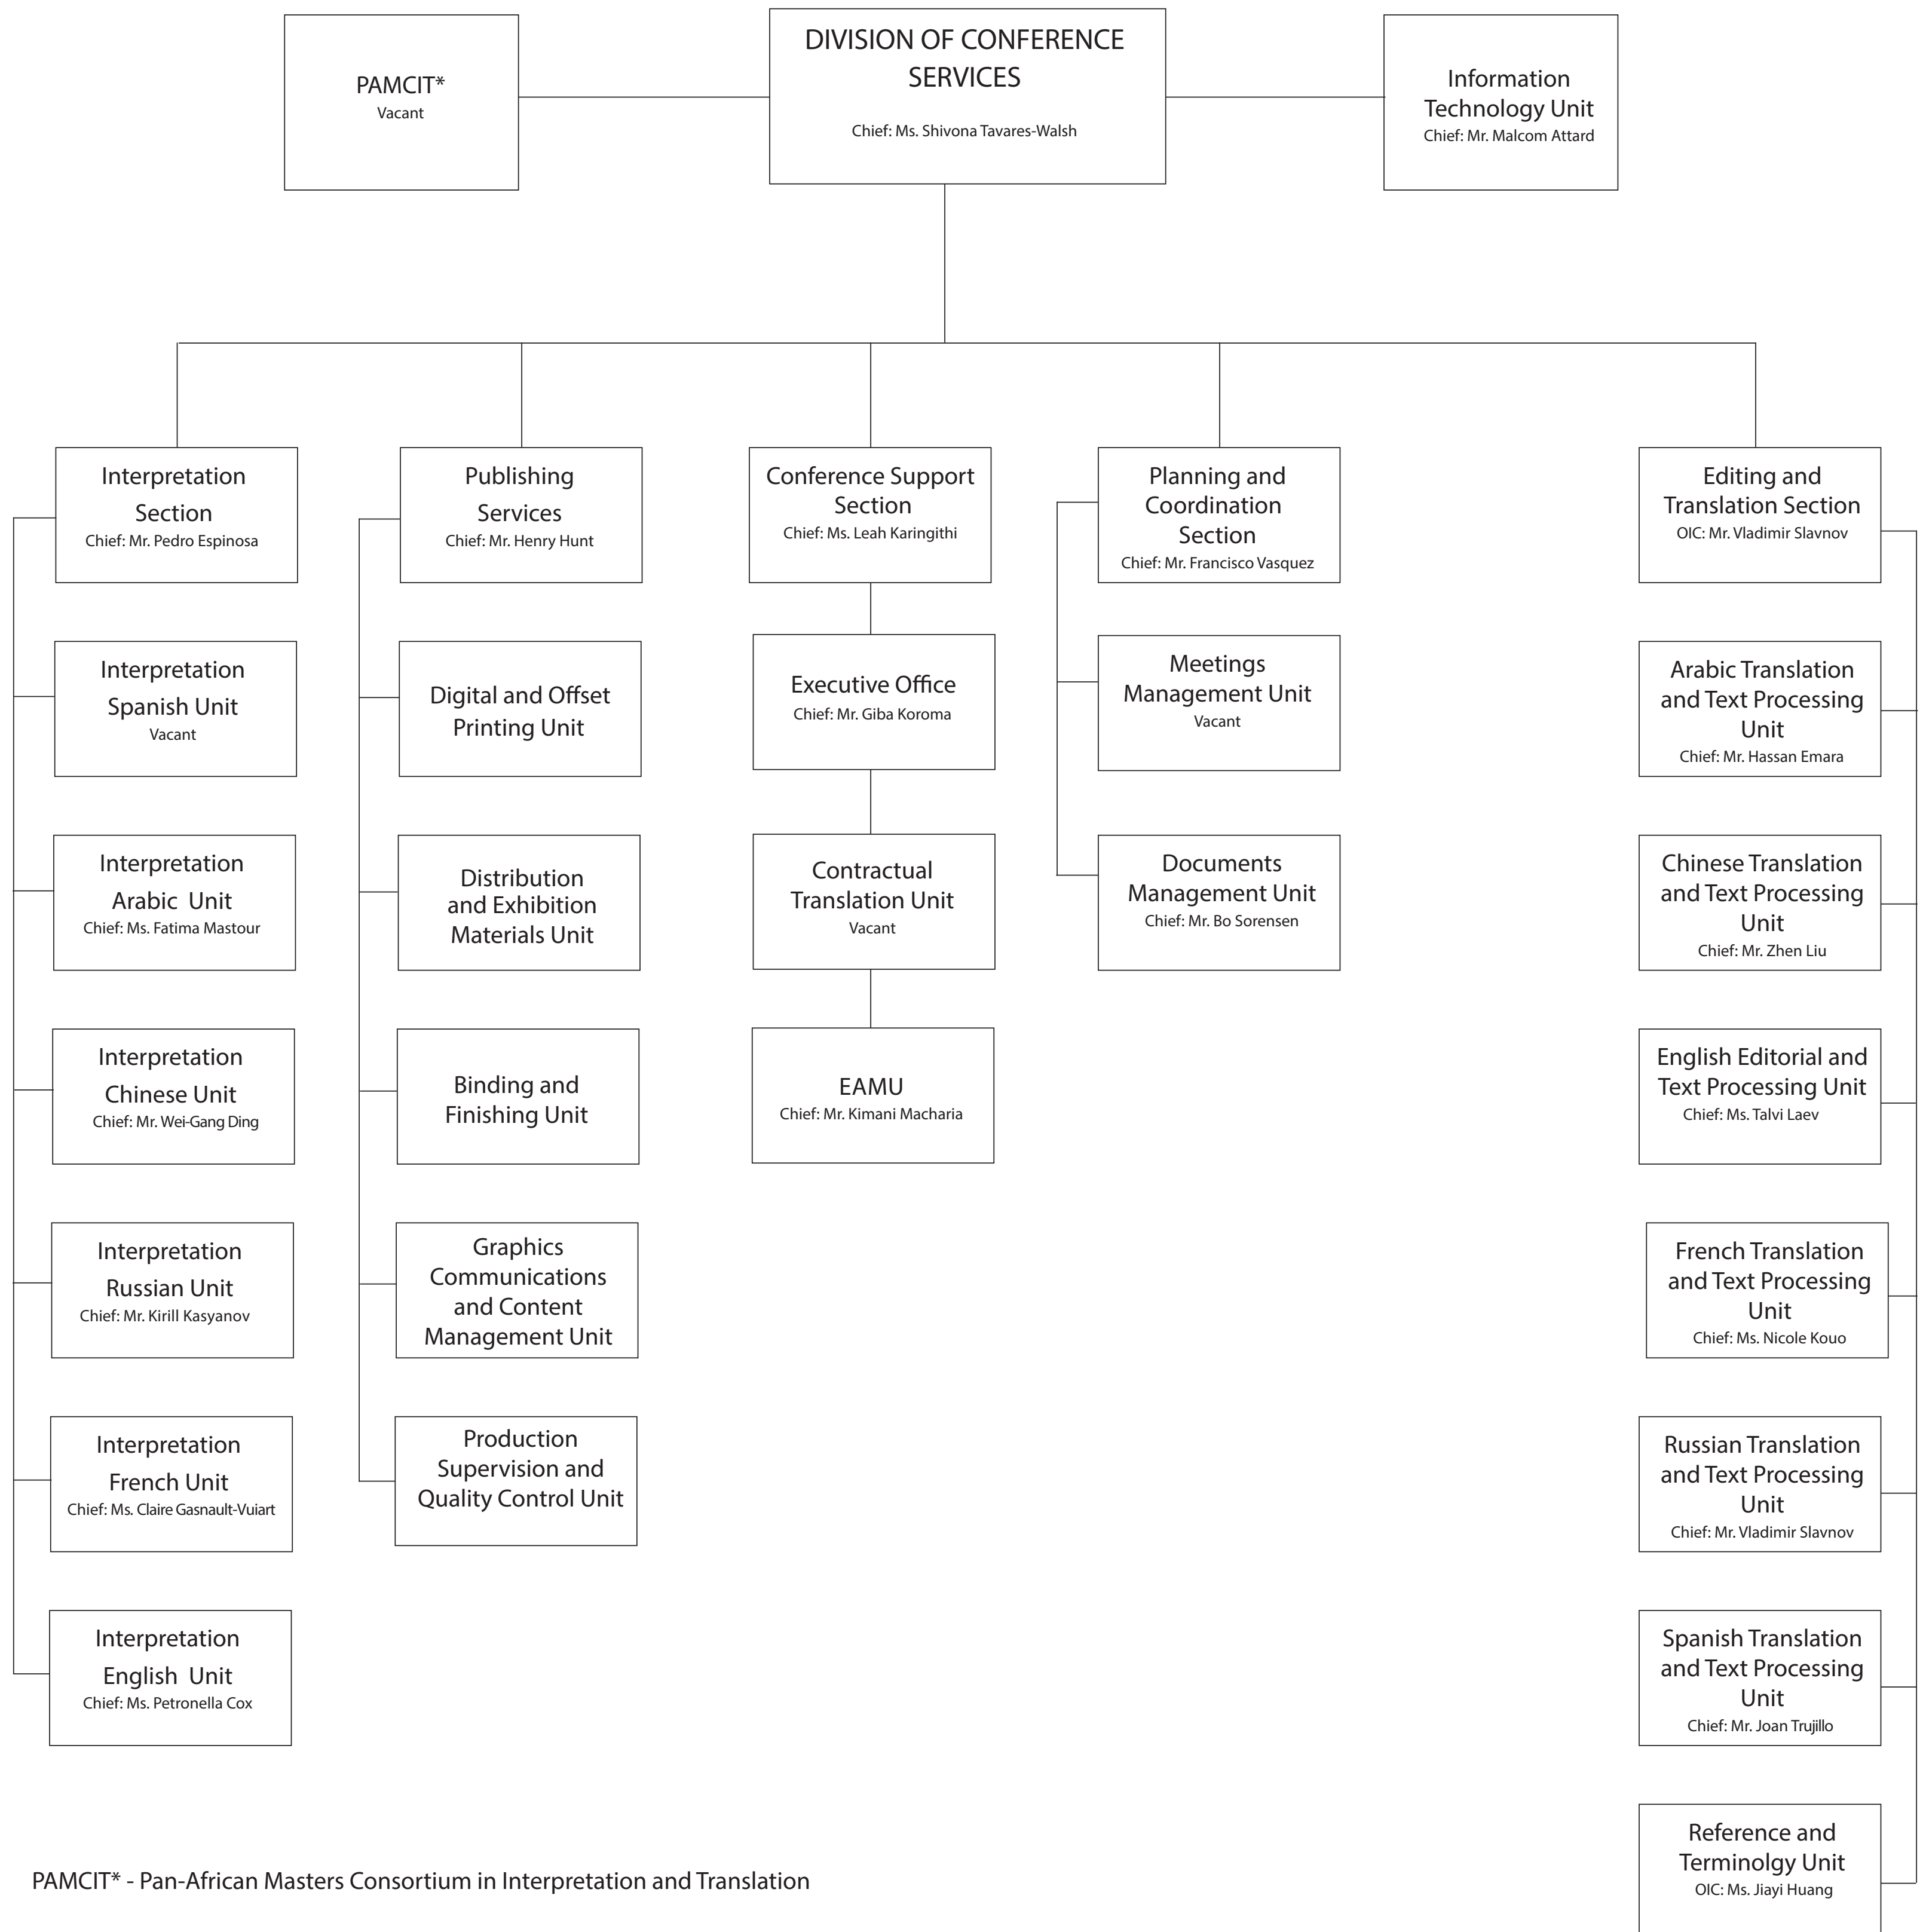 PAMCIT*
Vacant
DIVISION OF CONFERENCE
SERVICES
Chief: Ms. Shivona Tavares-Walsh
Information
Technology Unit
Chief: Mr. Malcom Attard
Interpretation
Section
Chief: Mr. Pedro Espinosa
Interpretation
Spanish Unit
Vacant
Interpretation
Arabic  Unit
Chief: Ms. Fatima Mastour
Interpretation
Chinese Unit
Chief: Mr. Wei-Gang Ding
Interpretation
Russian Unit
Chief: Mr. Kirill Kasyanov
Interpretation
French Unit
Chief: Ms. Claire Gasnault-Vuiart
Interpretation
English  Unit
Chief: Ms. Petronella Cox
Publishing
Services
Chief: Mr. Henry Hunt
Digital and Offset
Printing Unit
Distribution
and Exhibition
Materials Unit
Binding and
Finishing Unit
Graphics
Communications
and Content
Management Unit
Production
Supervision and
Quality Control Unit
Conference Support
Section
Chief: Ms. Leah Karingithi
Executive Office
Chief: Mr. Giba Koroma
Contractual
Translation Unit
Vacant
EAMU
Chief: Mr. Kimani Macharia
Planning and
Coordination
Section
Chief: Mr. Francisco Vasquez
Meetings
Management Unit
Vacant
Documents
Management Unit
Chief: Mr. Bo Sorensen
Editing and
Translation Section
OIC: Mr. Vladimir Slavnov
Arabic Translation
and Text Processing
Unit
Chief: Mr. Hassan Emara
Chinese Translation
and Text Processing
Unit
Chief: Mr. Zhen Liu
English Editorial and
Text Processing Unit
Chief: Ms. Talvi Laev
French Translation
and Text Processing
Unit
Chief: Ms. Nicole Kouo
Russian Translation
and Text Processing
Unit
Chief: Mr. Vladimir Slavnov
Spanish Translation
and Text Processing
Unit
Chief: Mr. Joan Trujillo
Reference and
Terminolgy Unit
OIC: Ms. Jiayi Huang
PAMCIT* - Pan-African Masters Consortium in Interpretation and Translation